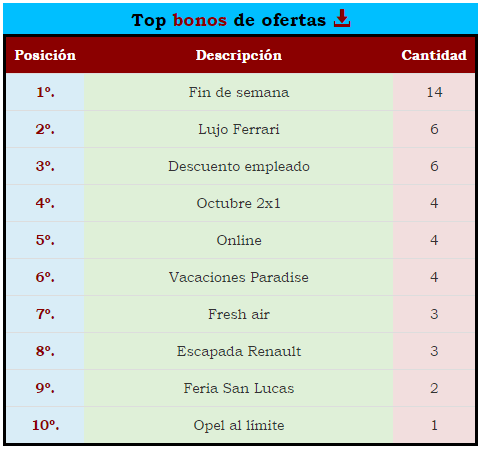 Top bonos de ofertas
Posición Descripción Cantidad
1º. Fin de semana 14
2º. Lujo Ferrari 6
3º. Descuento empleado 6
4º. Octubre 2x1 4
5º. Online 4
6º. Vacaciones Paradise 4
7º. Fresh air 3
8º. Escapada Renault 3
9º. Feria San Lucas 2
10º. Opel al límite 1